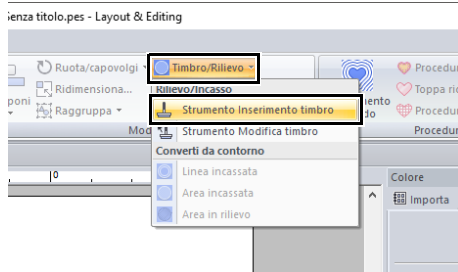 Senza titolo.pes - Layout & Editing
Ruota/capovolgi
Timbro/Rilievo
Procedur
Ridimensiona...
Rilievo/Incasso
Toppa ri
poni
Raggruppa
Strumento Inserimento timbro
ento
do
Procedur
Mod
Strumento Modifica timbro
Procedur
Converti da contorno
Linea incassata
Area incassata
Area in rilievo
0
Colore
Importa